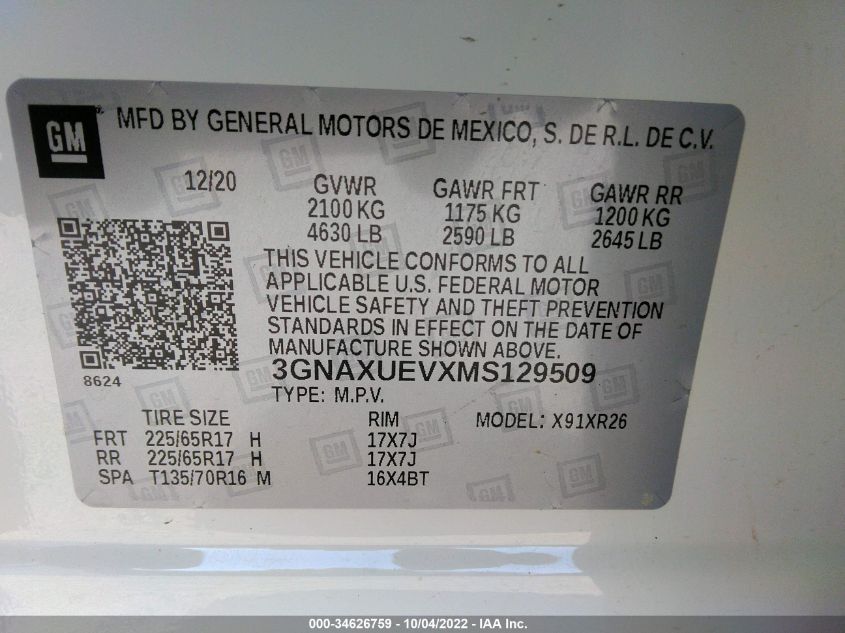 GM
MFD BY GENERAL MOTORS DE MEXICO, S. DE R.L. DE C.V.
12/20 GVWR GAWR FRT GAWR RR
2100 KG 1175 KG 1200 KG
4630 LB 2590 LB 2645 LB
THIS VEHICLE CONFORMS TO ALL
APPLICABLE U.S. FEDERAL MOTOR
VEHICLE SAFETY AND THEFT PREVENTION
STANDARDS IN EFFECT ON THE DATE OF
MANUFACTURE SHOWN ABOVE.
8624
3GNAXUEVXMS129509
TYPE: M.P.V.
TIRE SIZE RIM MODEL: X91XR26
FRT 225/65R17 H 17X7J
RR 225/65R17 H 17X7J
SPA T135/70R16 M 16X4BT
000-34626759 - 10/04/2022 - IAA Inc.